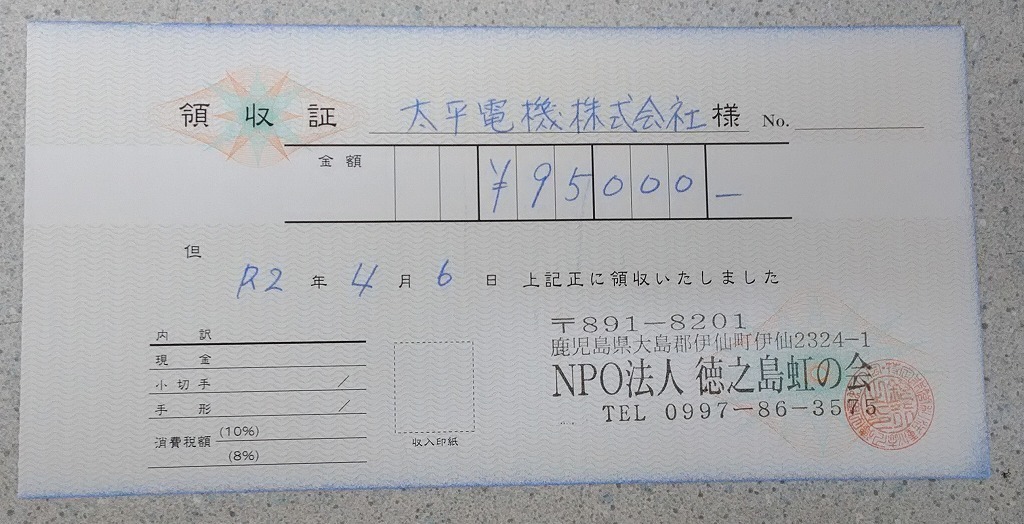 領収証 太平電機株式会社様 No.
金額 ¥95000-
但
R2年4月6日 上記正に領収いたしました
内訳
現金
小切手 /
手形 /
消費税額 (10%)
(8%)
収入印紙
〒891-8201
鹿児島県大島郡伊仙町伊仙2324-1
NPO法人 徳之島虹の会
TEL 0997-86-3575